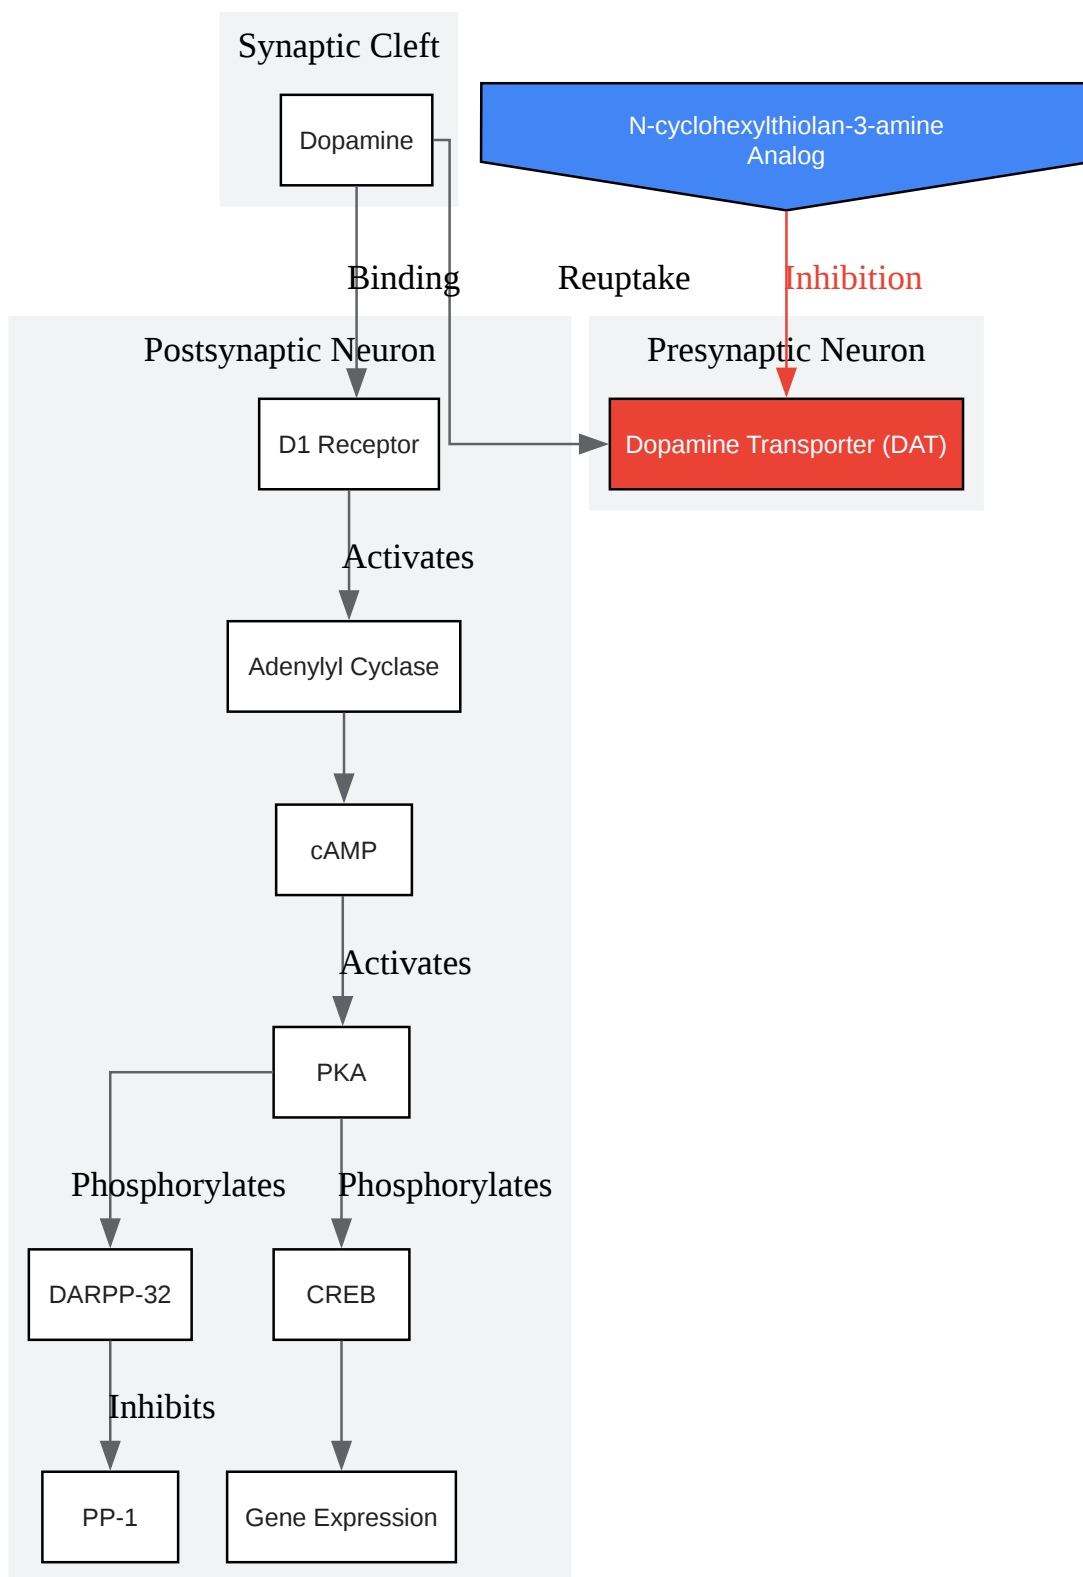 Synaptic Cleft
Dopamine
N-cyclohexylthiolan-3-amine
Analog
Binding
Reuptake
Inhibition
Postsynaptic Neuron
Presynaptic Neuron
D1 Receptor
Dopamine Transporter (DAT)
Activates
Adenylyl Cyclase
cAMP
Activates
PKA
Phosphorylates
Phosphorylates
DARPP-32
CREB
Inhibits
PP-1
Gene Expression